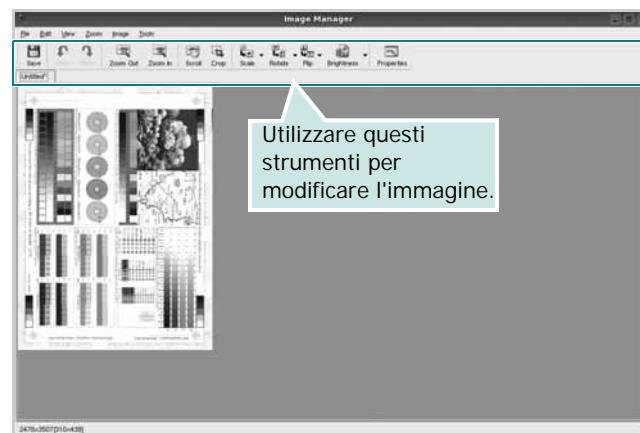 Image Manager
File Edit View Zoom Image Tools
Save Zoom Out Zoom In Scroll Crop Scale Rotate Flip Brightness Properties
Untitled*
Utilizzare questi
strumenti per
modificare l'immagine.